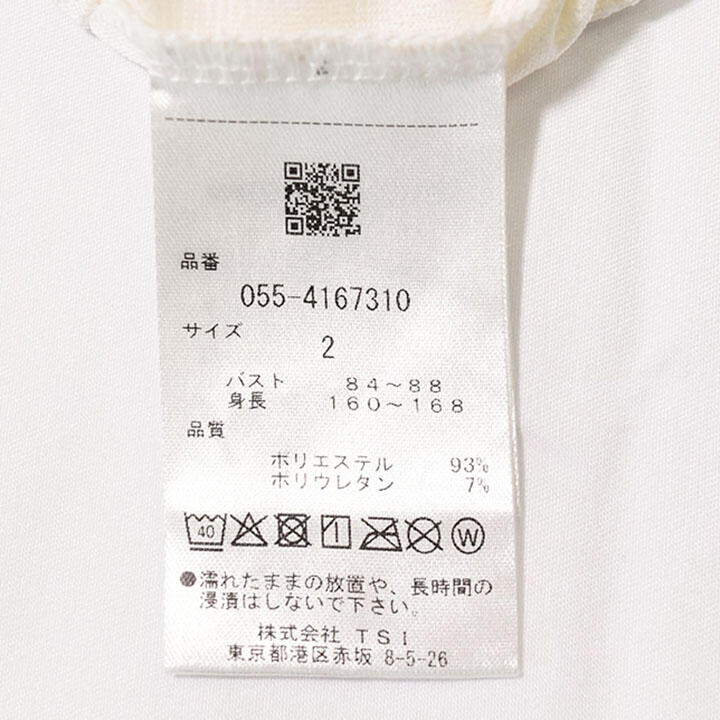 品番
055-4167310
サイズ
2
バスト 84～88
身長 160～168
品質
ポリエステル 93%
ポリウレタン 7%
40 W
●濡れたままの放置や、長時間の
浸漬はしないで下さい。
株式会社 TSI
東京都港区赤坂 8-5-26